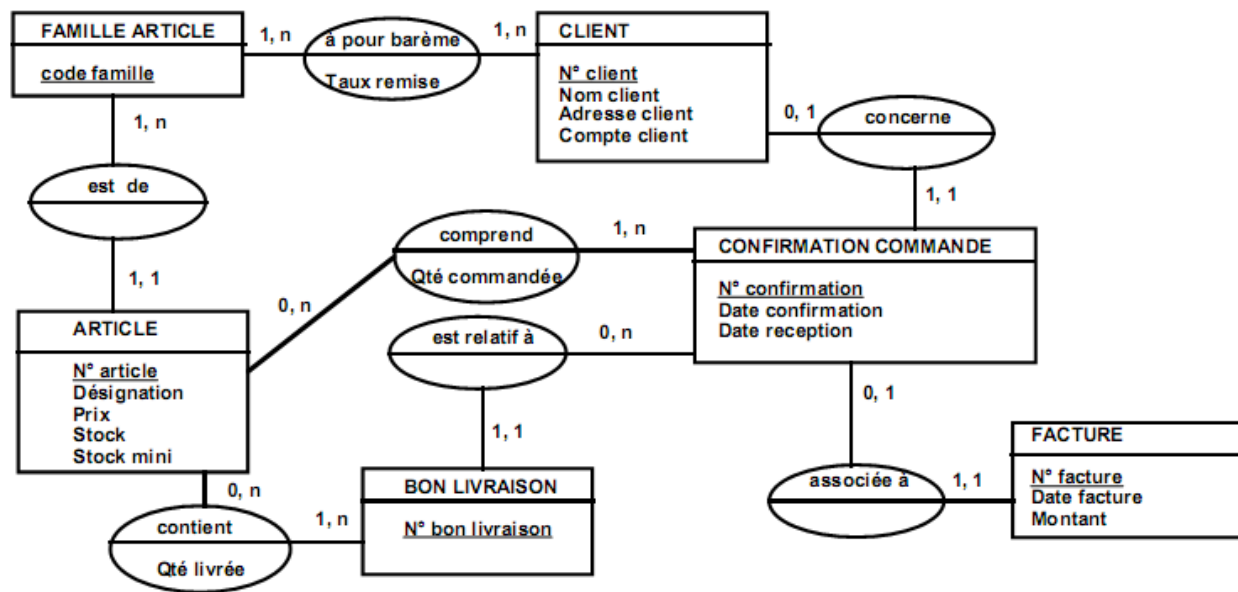 FAMILLE ARTICLE
code famille
1, n
à pour barème
Taux remise
1, n
CLIENT
N° client
Nom client
Adresse client
Compte client
0, 1
concerne
1, 1
1, n
est de
1, 1
comprend
Qté commandée
1, n
0, n
CONFIRMATION COMMANDE
N° confirmation
Date confirmation
Date reception
est relatif à
0, n
ARTICLE
N° article
Désignation
Prix
Stock
Stock mini
1, 1
0, 1
0, n
contient
Qté livrée
1, n
BON LIVRAISON
N° bon livraison
associée à
1, 1
FACTURE
N° facture
Date facture
Montant